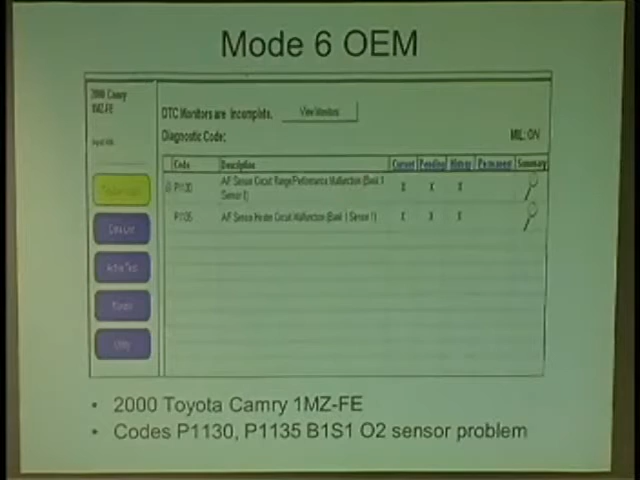 Mode 6 OEM
2000 Camry
1MZ-FE
DTC Monitors are incomplete.
View Monitors
Diagnostic Code:
MIL: ON
Code Description Current Pending History Permanent Summary
P1130 A/F Sensor Circuit Range/Performance Malfunction (Bank 1 X X X
Sensor 1)
A/F Sensor Heater Circuit Malfunction (Bank 1 Sensor 1) X X X
Data List
Active Test
Utility
• 2000 Toyota Camry 1MZ-FE
• Codes P1130, P1135 B1S1 O2 sensor problem